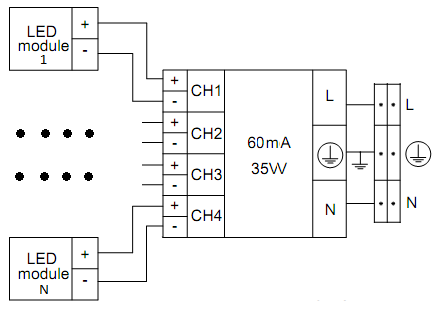 LED
module
1
+
-
+
-
CH1
+
-
CH2
+
-
CH3
+
-
CH4
60mA
35W
L
N
L
N
LED
module
N
+
-